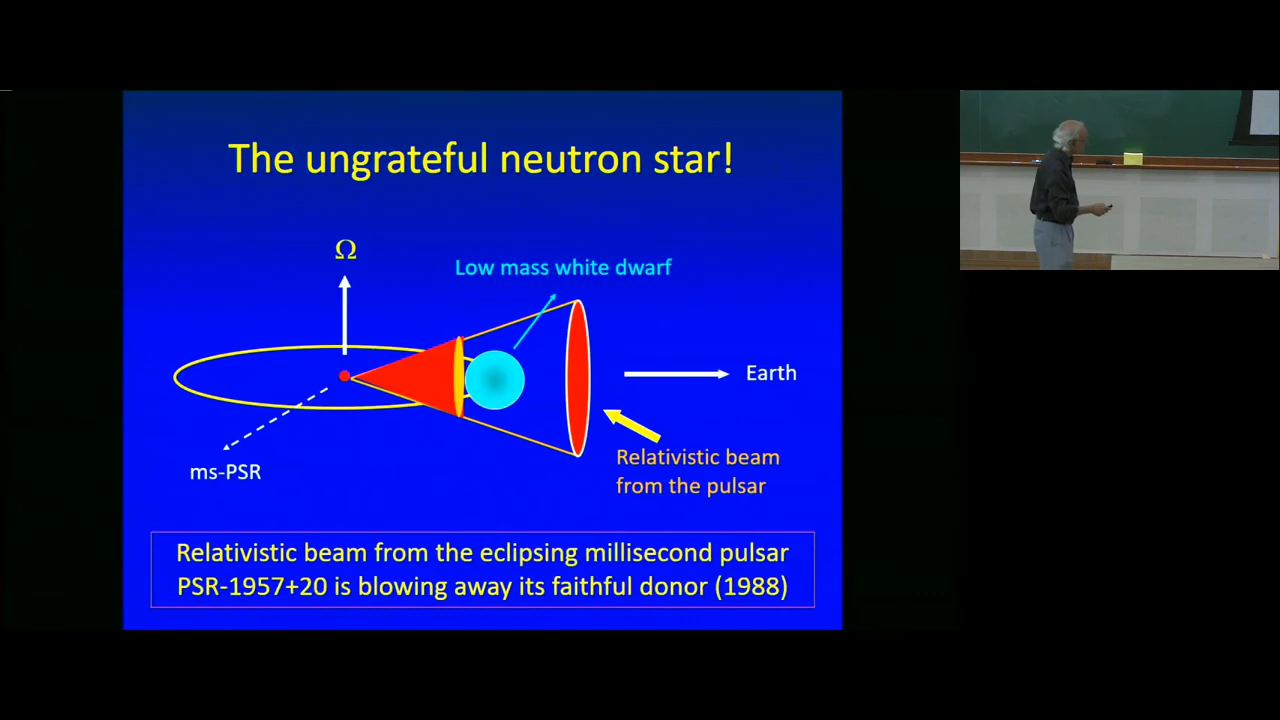 The ungrateful neutron star!
Ω
Low mass white dwarf
Earth
ms-PSR
Relativistic beam
from the pulsar
Relativistic beam from the eclipsing millisecond pulsar
PSR-1957+20 is blowing away its faithful donor (1988)